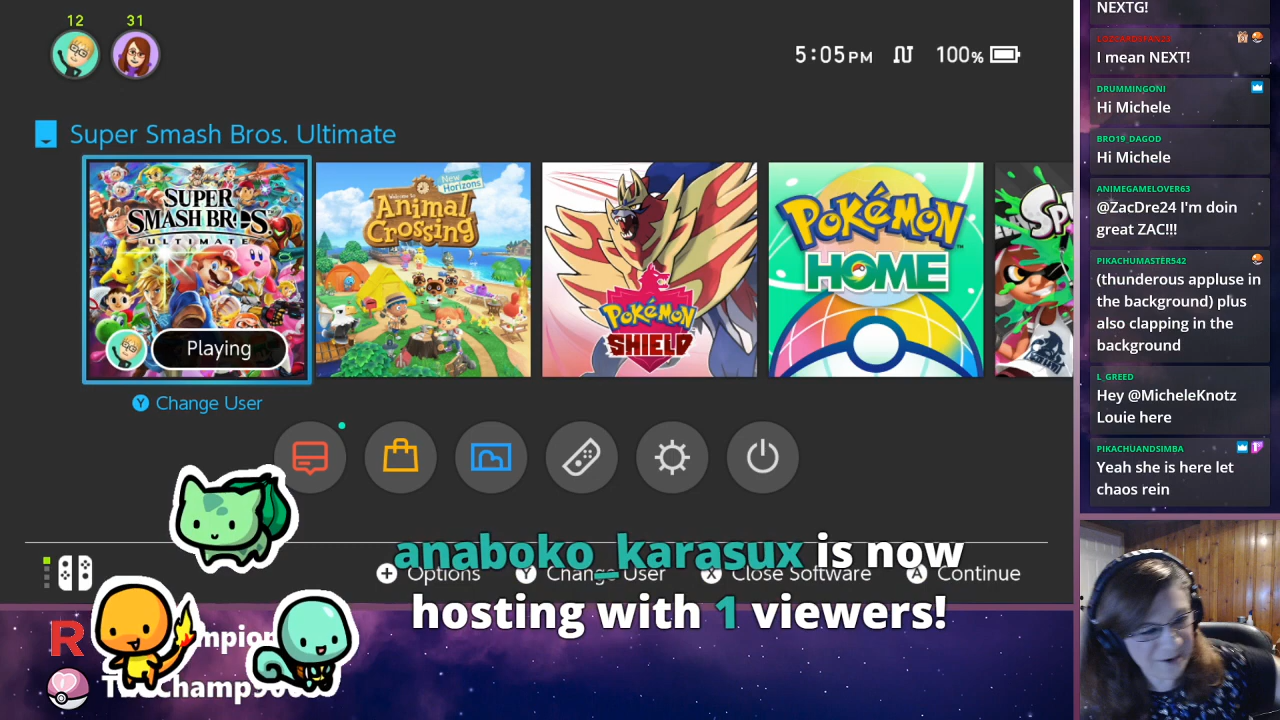 12 31
5:05PM 100%
Super Smash Bros. Ultimate
SUPER
SMASH BROS.
ULTIMATE
Playing
New
Horizons
Animal
Crossing
POKÉMON
SHIELD
POKÉMON
HOME
SP
Y Change User
+ Options Y Change User X Close Software A Continue
anaboko_karasux is now
hosting with 1 viewers!
R
NEXTG!
I mean NEXT!
DRUMMINGONI
Hi Michele
BRO19_DAGOD
Hi Michele
ANIMEGAMELOVER63
@ZacDre24 I'm doin
great ZAC!!!
PIKACHUMASTER542
(thunderous appluse in
the background) plus
also clapping in the
background
L_GREED
Hey @MicheleKnotz
Louie here
PIKACHUANDSIMBA
Yeah she is here let
chaos rein